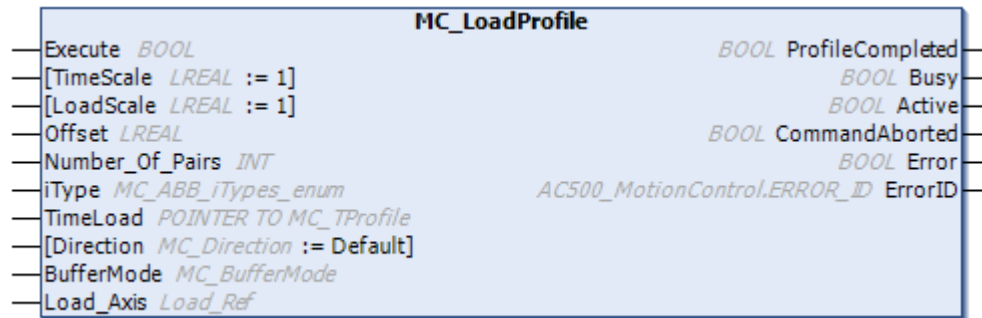 MC_LoadProfile
Execute BOOL BOOL ProfileCompleted
[TimeScale LREAL := 1] BOOL Busy
[LoadScale LREAL := 1] BOOL Active
Offset LREAL BOOL CommandAborted
Number_Of_Pairs INT BOOL Error
iType MC_ABB_iTypes_enum AC500_MotionControl.ERROR_ID ErrorID
TimeLoad POINTER TO MC_TProfile
[Direction MC_Direction := Default]
BufferMode MC_BufferMode
Load_Axis Load_Ref